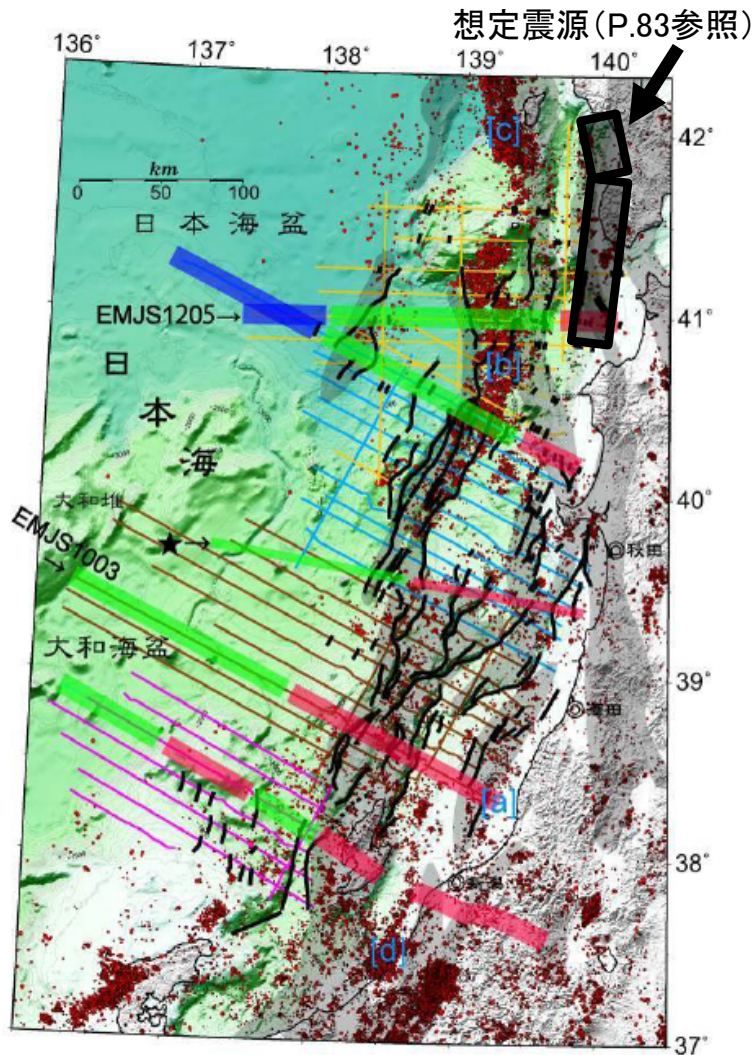 想定震源(P.83参照)
136° 137° 138° 139° 140°
[c]
42°
km
0 50 100
日本海盆
EMJS1205→
41°
日本海
[b]
大和堆
40°
★→
秋田
EMJS1003
→
大和海盆
39°
酒田
[a]
38°
新潟
[d]
37°